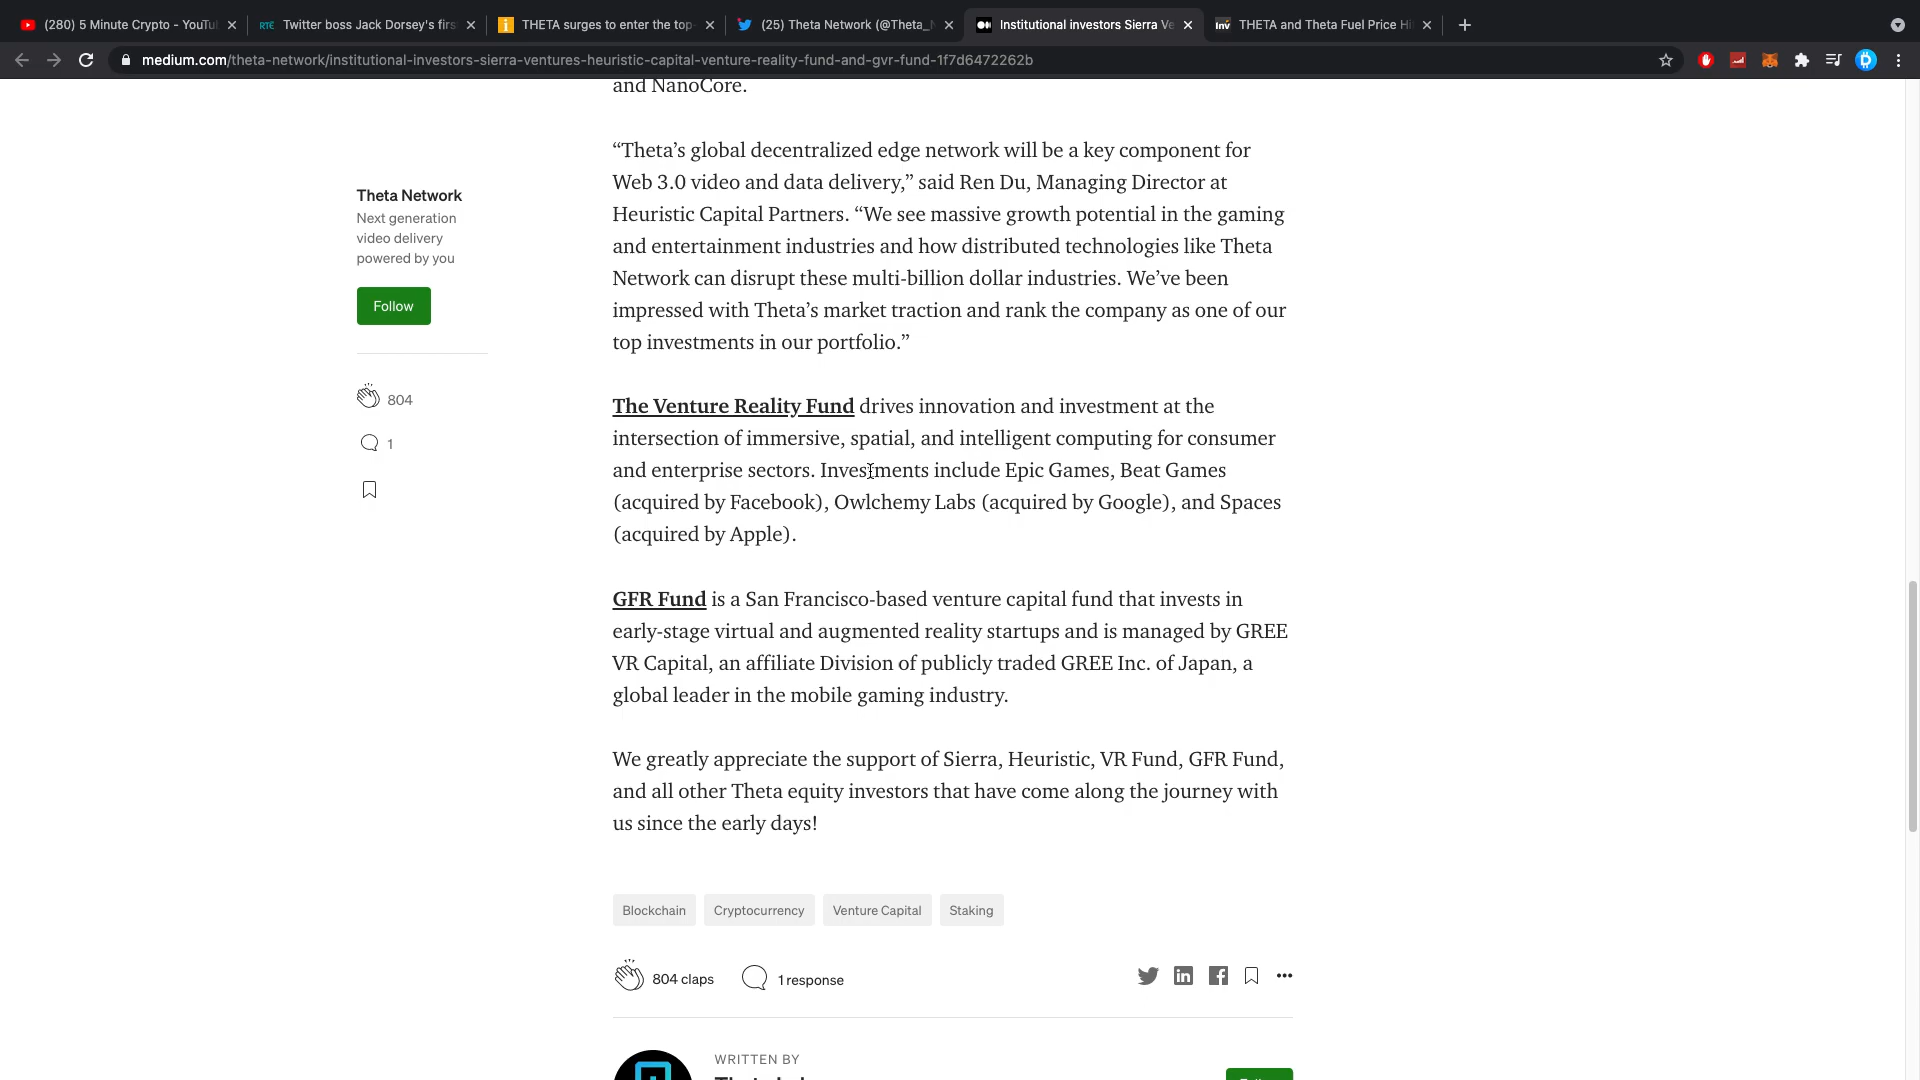 (280) 5 Minute Crypto - YouTu
Twitter boss Jack Dorsey's firs
THETA surges to enter the top-
(25) Theta Network (@Theta_N
Institutional investors Sierra Ve
THETA and Theta Fuel Price Hi
medium.com/theta-network/institutional-investors-sierra-ventures-heuristic-capital-venture-reality-fund-and-gvr-fund-1f7d6472262b
and NanoCore.
Theta Network
Next generation
video delivery
powered by you
Follow
804
1
“Theta’s global decentralized edge network will be a key component for
Web 3.0 video and data delivery,” said Ren Du, Managing Director at
Heuristic Capital Partners. “We see massive growth potential in the gaming
and entertainment industries and how distributed technologies like Theta
Network can disrupt these multi-billion dollar industries. We’ve been
impressed with Theta’s market traction and rank the company as one of our
top investments in our portfolio.”
The Venture Reality Fund drives innovation and investment at the
intersection of immersive, spatial, and intelligent computing for consumer
and enterprise sectors. Investments include Epic Games, Beat Games
(acquired by Facebook), Owlchemy Labs (acquired by Google), and Spaces
(acquired by Apple).
GFR Fund is a San Francisco-based venture capital fund that invests in
early-stage virtual and augmented reality startups and is managed by GREE
VR Capital, an affiliate Division of publicly traded GREE Inc. of Japan, a
global leader in the mobile gaming industry.
We greatly appreciate the support of Sierra, Heuristic, VR Fund, GFR Fund,
and all other Theta equity investors that have come along the journey with
us since the early days!
Blockchain
Cryptocurrency
Venture Capital
Staking
804 claps
1 response
WRITTEN BY